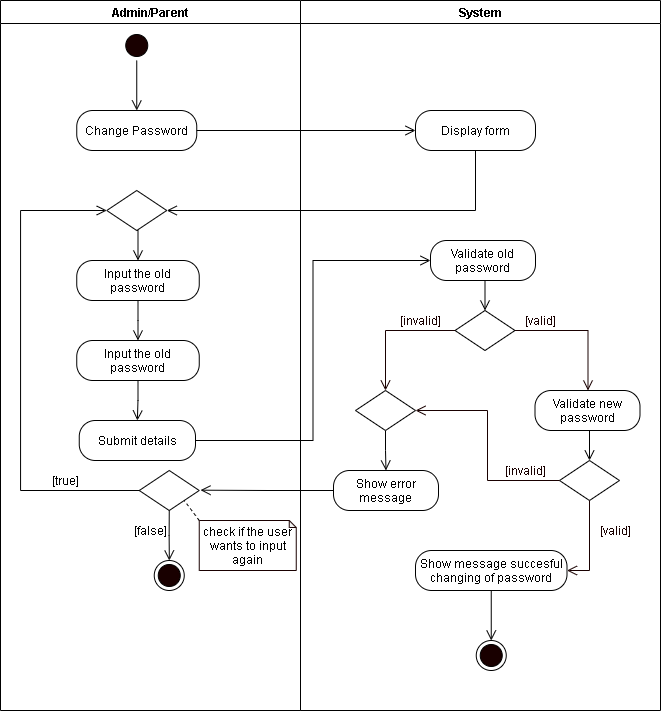 Admin/Parent
System
Change Password
Display form
Input the old
password
Validate old
password
[invalid]
[valid]
Input the old
password
Validate new
password
Submit details
[true]
Show error
message
[invalid]
[false]
check if the user
wants to input
again
[valid]
Show message succesful
changing of password